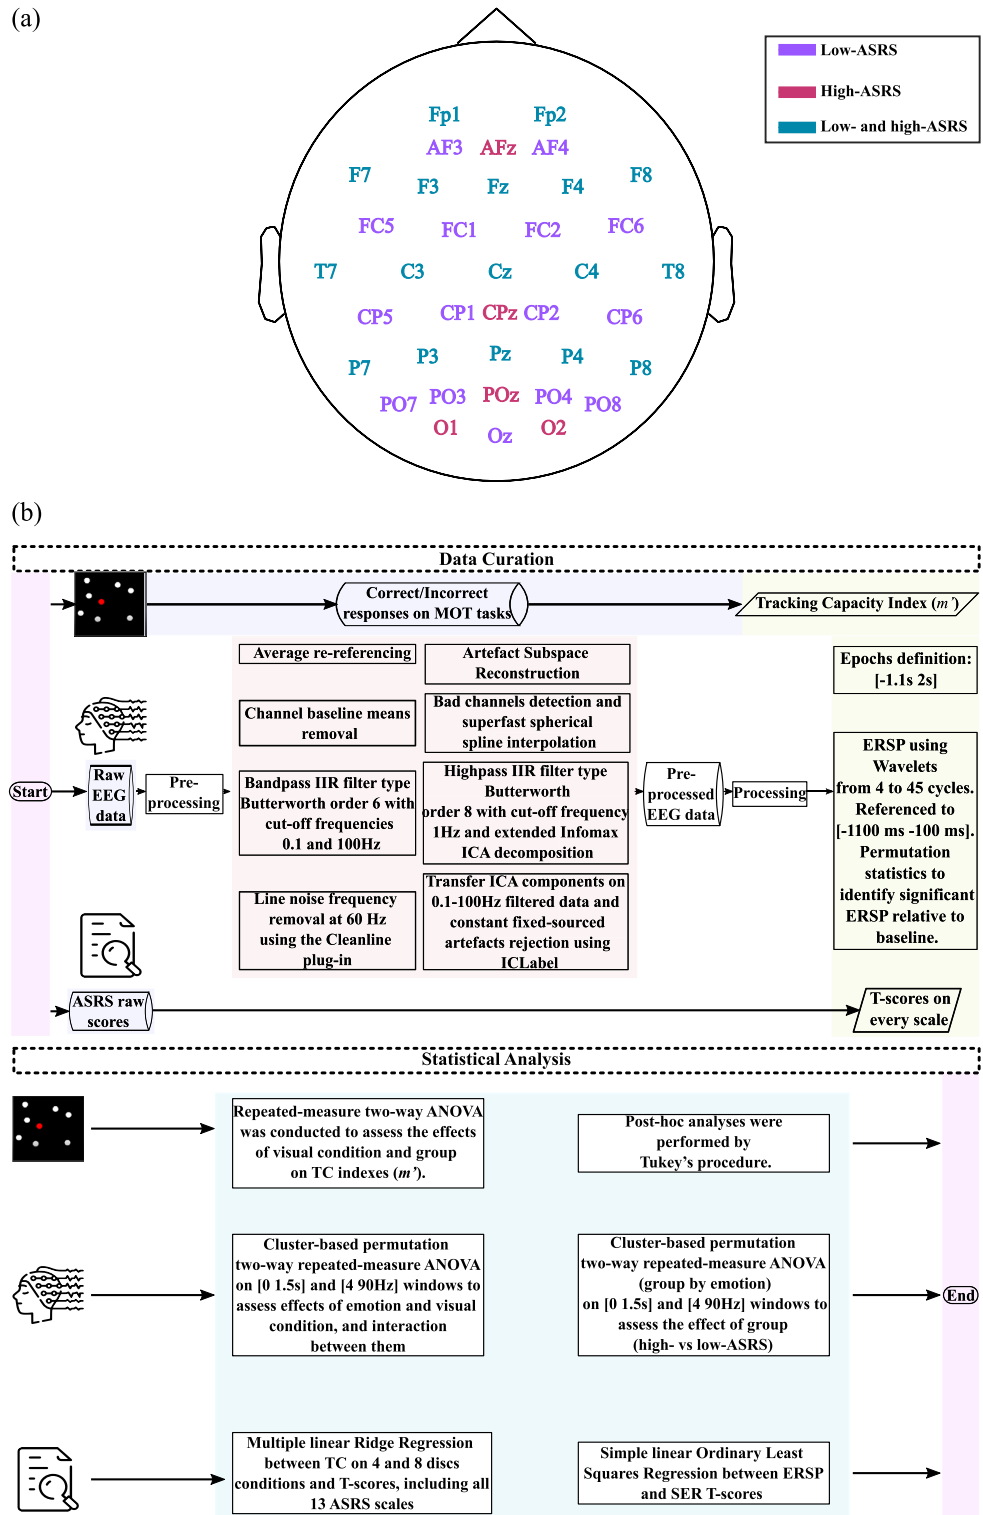 (a)
Low-ASRS
High-ASRS
Low- and high-ASRS
Fp1 Fp2
AF3 AFz AF4
F7 F3 Fz F4 F8
FC5 FC1 FC2 FC6
T7 C3 Cz C4 T8
CP5 CP1 CPz CP2 CP6
P7 P3 Pz P4 P8
PO7 PO3 POz PO4 PO8
O1 Oz O2
(b)
Data Curation
Correct/Incorrect
responses on MOT tasks
Tracking Capacity Index (m’)
Start
Raw
EEG
data
Pre-
processing
Average re-referencing
Channel baseline means
removal
Bandpass IIR filter type
Butterworth order 6 with
cut-off frequencies
0.1 and 100Hz
Line noise frequency
removal at 60 Hz
using the Cleanline
plug-in
Artefact Subspace
Reconstruction
Bad channels detection and
superfast spherical
spline interpolation
Highpass IIR filter type
Butterworth
order 8 with cut-off frequency
1Hz and extended Infomax
ICA decomposition
Transfer ICA components on
0.1-100Hz filtered data and
constant fixed-sourced
artefacts rejection using
ICLabel
Pre-
processed
EEG data
Processing
Epochs definition:
[-1.1s 2s]
ERSP using
Wavelets
from 4 to 45 cycles.
Referenced to
[-1100 ms -100 ms].
Permutation
statistics to
identify significant
ERSP relative to
baseline.
ASRS raw
scores
T-scores on
every scale
Statistical Analysis
Repeated-measure two-way ANOVA
was conducted to assess the effects
of visual condition and group
on TC indexes (m’).
Post-hoc analyses were
performed by
Tukey’s procedure.
Cluster-based permutation
two-way repeated-measure ANOVA
on [0 1.5s] and [4 90Hz] windows to
assess effects of emotion and visual
condition, and interaction
between them
Cluster-based permutation
two-way repeated-measure ANOVA
(group by emotion)
on [0 1.5s] and [4 90Hz] windows to
assess the effect of group
(high- vs low-ASRS)
End
Multiple linear Ridge Regression
between TC on 4 and 8 discs
conditions and T-scores, including all
13 ASRS scales
Simple linear Ordinary Least
Squares Regression between ERSP
and SER T-scores